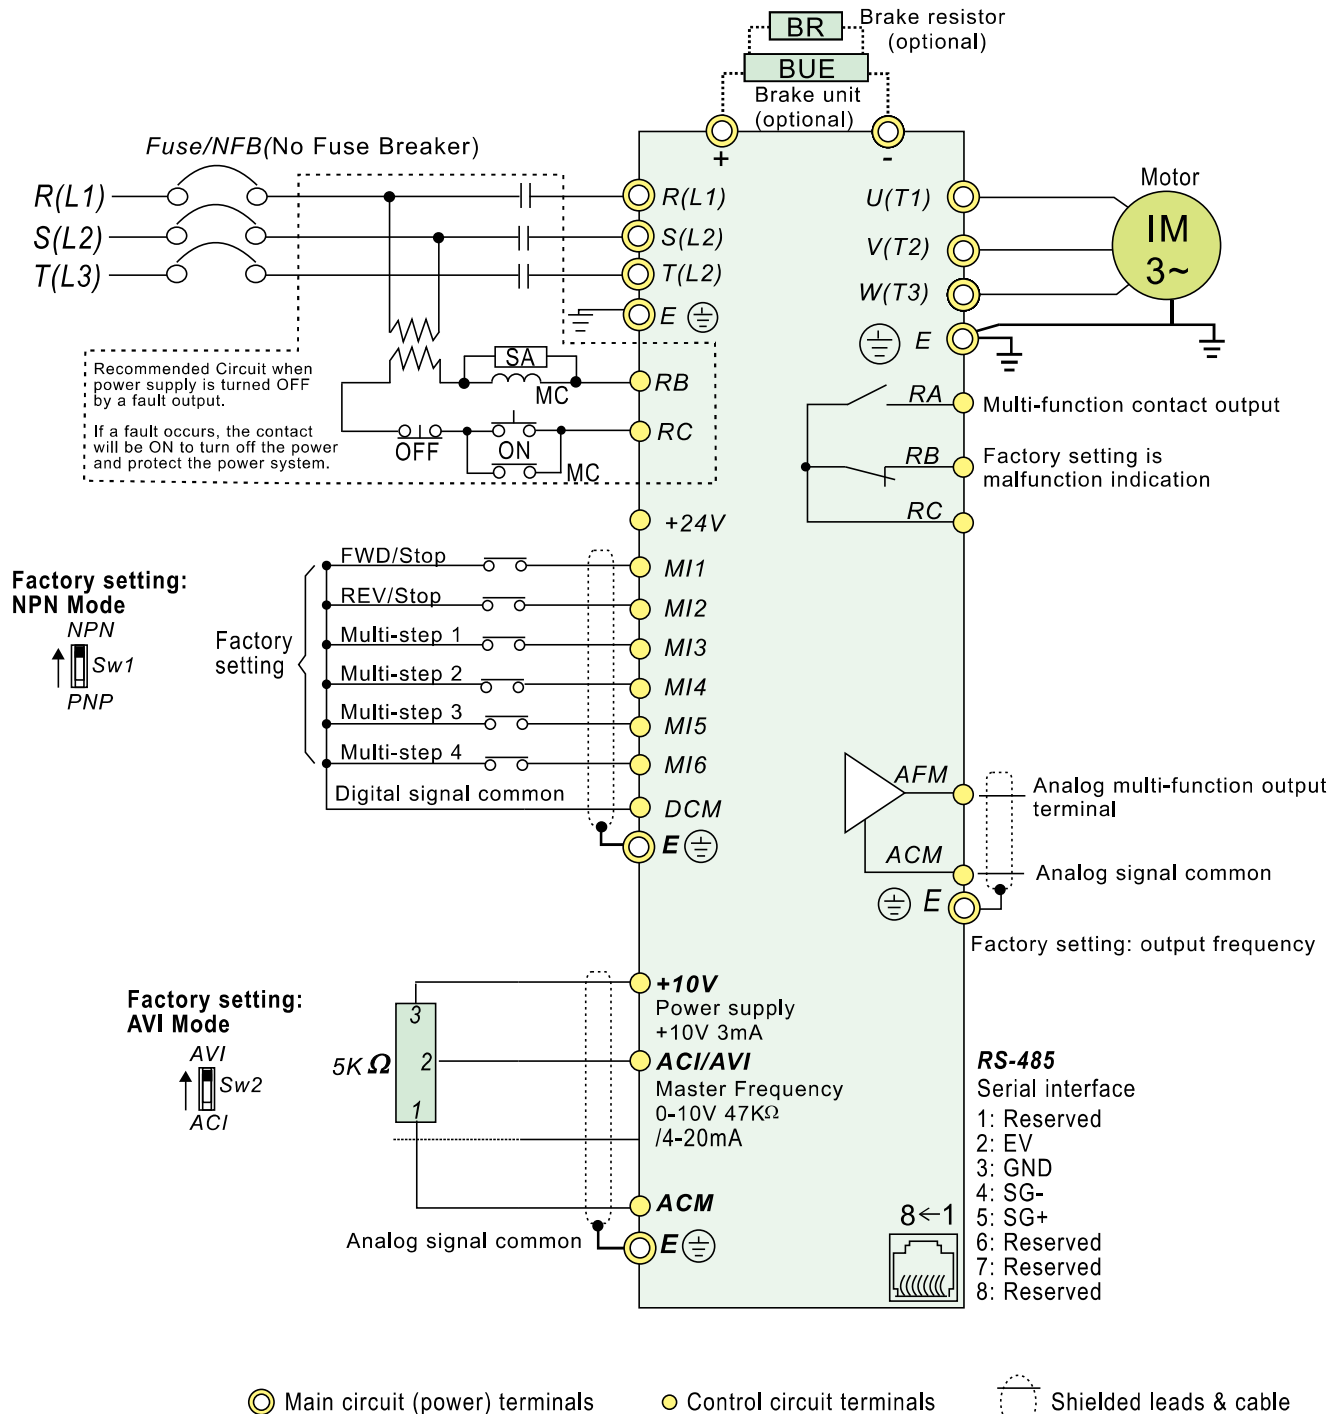 BR
Brake resistor
(optional)
BUE
Brake unit
(optional)
+
-
Fuse/NFB(No Fuse Breaker)
R(L1)
S(L2)
T(L3)
R(L1)
S(L2)
T(L2)
E
U(T1)
V(T2)
W(T3)
E
Motor
IM
3~
Recommended Circuit when
power supply is turned OFF
by a fault output.
If a fault occurs, the contact
will be ON to turn off the power
and protect the power system.
SA
MC
OFF
ON
MC
RB
RC
RA
Multi-function contact output
RB
Factory setting is
malfunction indication
RC
+24V
Factory setting:
NPN Mode
NPN
Sw1
PNP
Factory
setting
FWD/Stop
MI1
REV/Stop
MI2
Multi-step 1
MI3
Multi-step 2
MI4
Multi-step 3
MI5
Multi-step 4
MI6
Digital signal common
DCM
E
AFM
Analog multi-function output
terminal
ACM
Analog signal common
E
Factory setting: output frequency
Factory setting:
AVI Mode
AVI
Sw2
ACI
5K Ω
3
2
1
+10V
Power supply
+10V 3mA
ACI/AVI
Master Frequency
0-10V 47KΩ
/4-20mA
ACM
Analog signal common
E
RS-485
Serial interface
1: Reserved
2: EV
3: GND
4: SG-
5: SG+
6: Reserved
7: Reserved
8: Reserved
8←1
Main circuit (power) terminals
Control circuit terminals
Shielded leads & cable